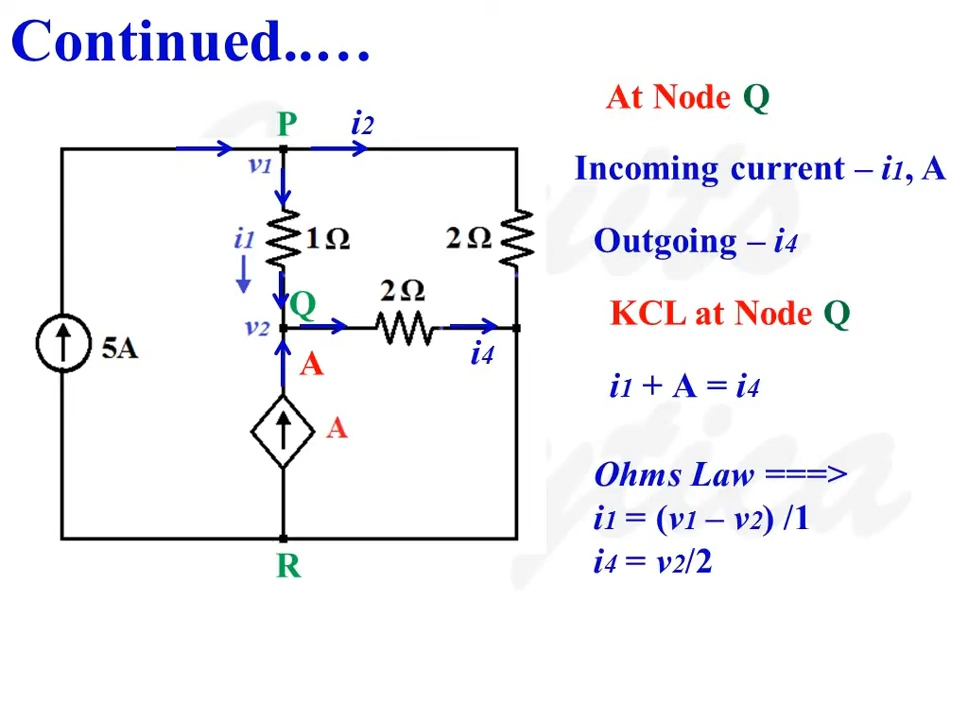 Continued..…
At Node Q
Incoming current – i1, A
Outgoing – i4
KCL at Node Q
i1 + A = i4
Ohms Law ===>
i1 = (v1 – v2) /1
i4 = v2/2
P
i2
v1
i1
1Ω
2Ω
2Ω
Q
v2
i4
5A
A
A
R